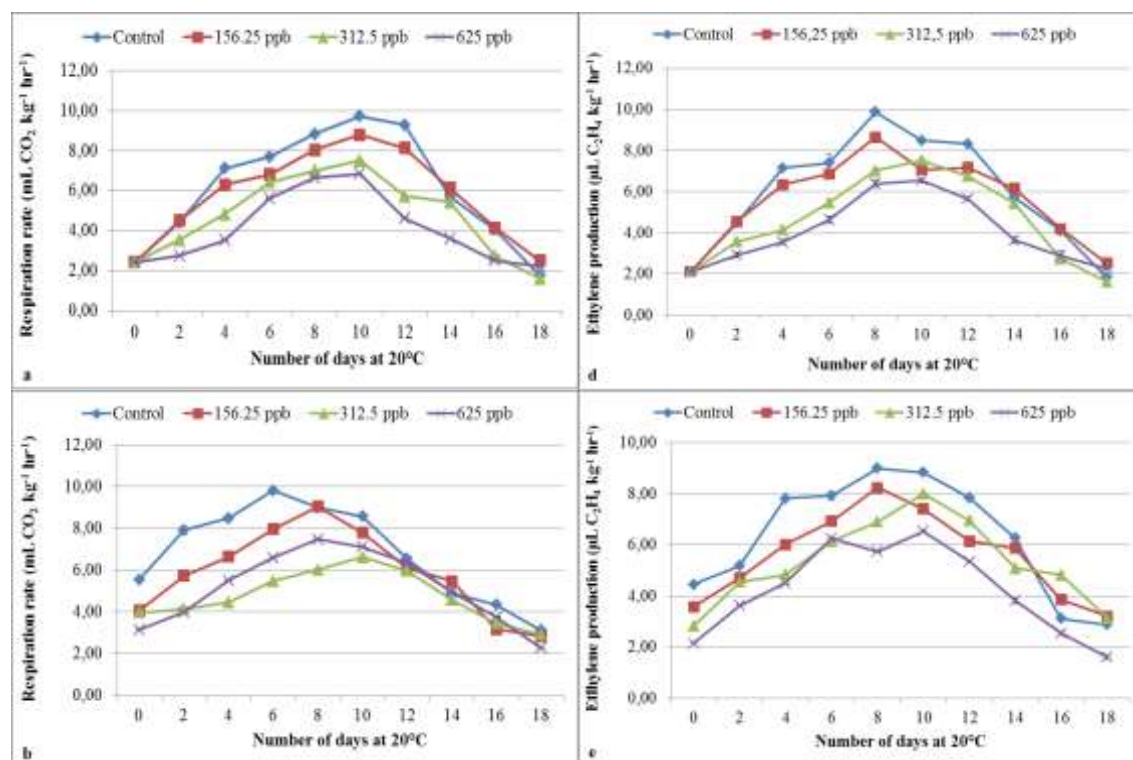 Control 156.25 ppb 312.5 ppb 625 ppb
Respiration rate (mL CO₂ kg⁻¹ hr⁻¹)
12,00
10,00
8,00
6,00
4,00
2,00
0,00
0 2 4 6 8 10 12 14 16 18
Number of days at 20°C
a
Control 156,25 ppb 312,5 ppb 625 ppb
Ethylene production (µL C₂H₄ kg⁻¹ hr⁻¹)
12,00
10,00
8,00
6,00
4,00
2,00
0,00
0 2 4 6 8 10 12 14 16 18
Number of days at 20°C
d
Control 156.25 ppb 312.5 ppb 625 ppb
Respiration rate (mL CO₂ kg⁻¹ hr⁻¹)
12,00
10,00
8,00
6,00
4,00
2,00
0,00
0 2 4 6 8 10 12 14 16 18
Number of days at 20°C
b
Control 156.25 ppb 312.5 ppb 625 ppb
Etlhylene production (µL C₂H₄ kg⁻¹ hr⁻¹)
10,00
8,00
6,00
4,00
2,00
0,00
0 2 4 6 8 10 12 14 16 18
Number of days at 20°C
e